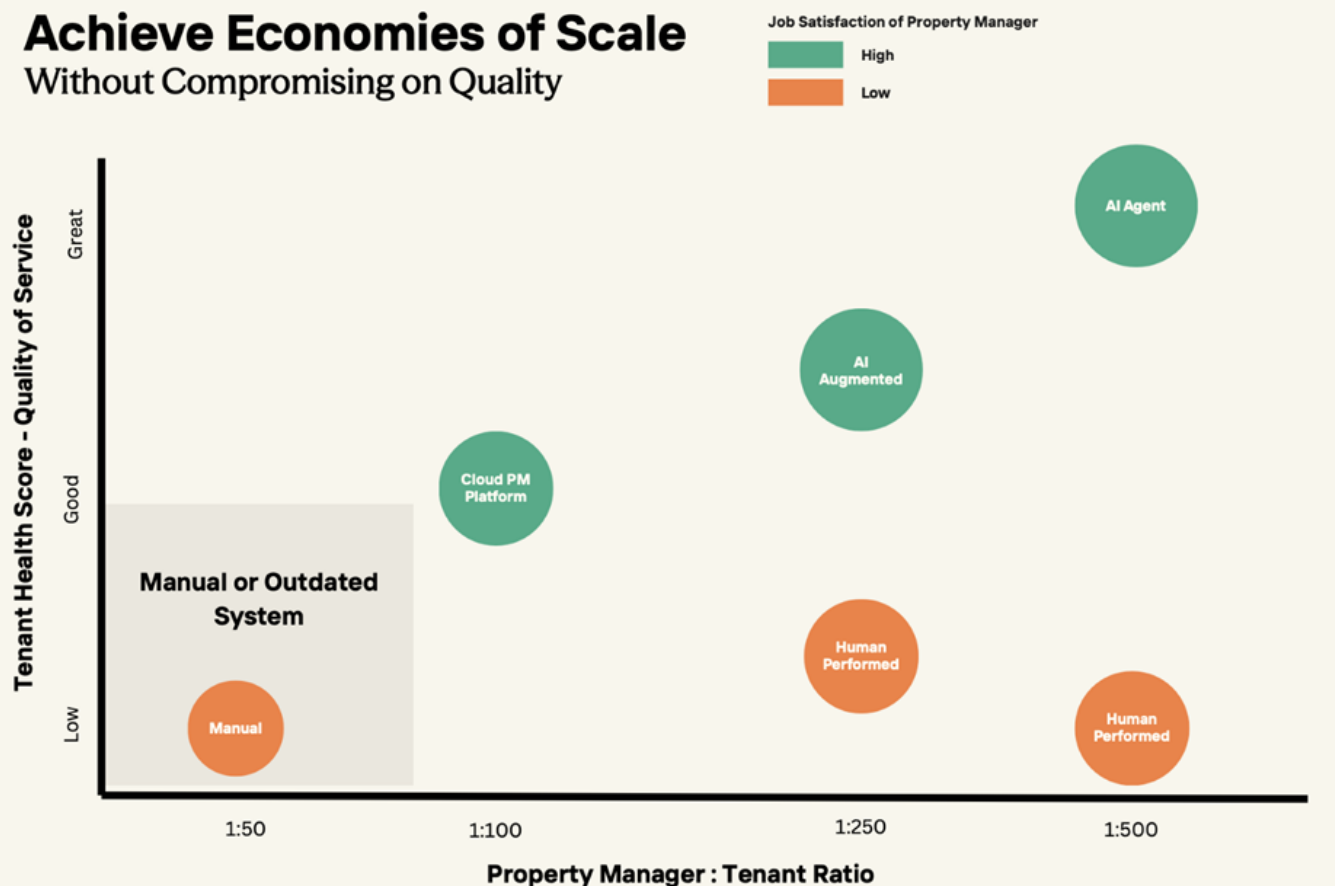 Achieve Economies of Scale
Without Compromising on Quality
Job Satisfaction of Property Manager
High
Low
Tenant Health Score - Quality of Service
Great
Good
Low
AI Agent
AI
Augmented
Cloud PM
Platform
Manual or Outdated
System
Manual
Human
Performed
Human
Performed
1:50
1:100
1:250
1:500
Property Manager : Tenant Ratio